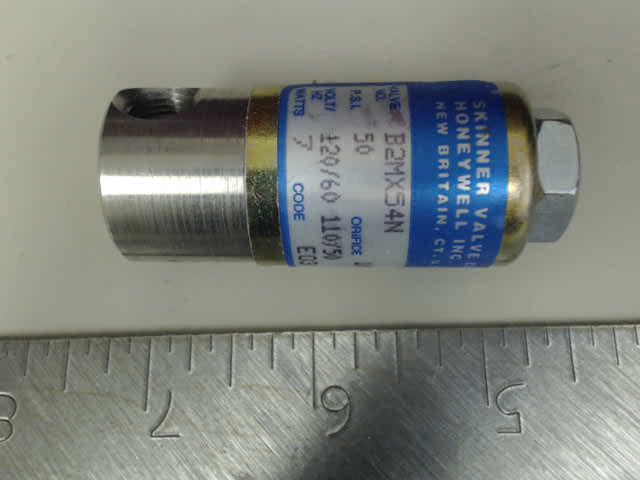 SKINNER VALVE
HONEYWELL INC
NEW BRITAIN, CT.
VALVE NO. B2MX54N
P.S.I. 50 ORIFICE
VOLT/HZ 120/60 110/50
WATTS 7 CODE E03
8 7 6 5